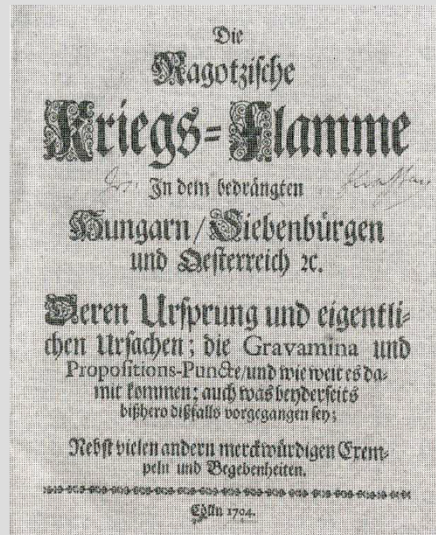 Die
Ragotzische
Kriegs=Flamme
In dem bedrängten
Hungarn/Siebenbürgen
und Oesterreich ꝛc.
Deren Ursprung und eigentli-
chen Ursachen; die Gravamina und
Propositions-Puncte/und wie weit es da-
mit kommen; auch was beyderseits
bißhero dißfalls vorgegangen sey;
Nebst vielen andern merckwürdigen Exem-
peln und Begebenheiten.
Cölln 1704.